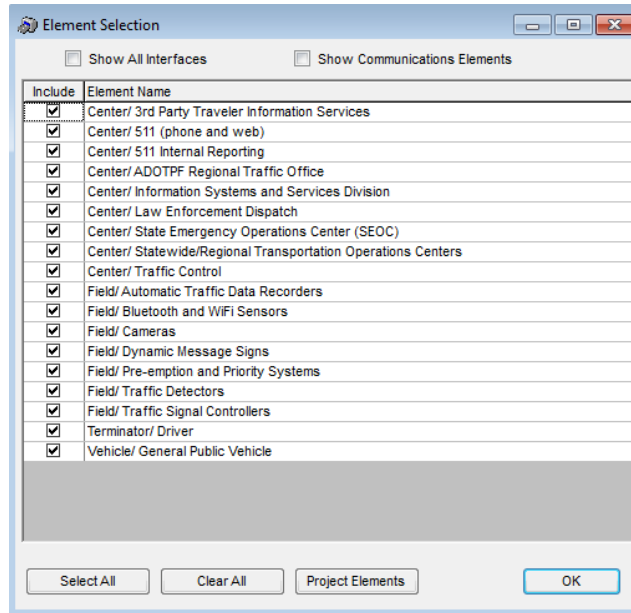 Element Selection
Show All Interfaces Show Communications Elements
Include Element Name
Center/ 3rd Party Traveler Information Services
Center/ 511 (phone and web)
Center/ 511 Internal Reporting
Center/ ADOTPF Regional Traffic Office
Center/ Information Systems and Services Division
Center/ Law Enforcement Dispatch
Center/ State Emergency Operations Center (SEOC)
Center/ Statewide/Regional Transportation Operations Centers
Center/ Traffic Control
Field/ Automatic Traffic Data Recorders
Field/ Bluetooth and WiFi Sensors
Field/ Cameras
Field/ Dynamic Message Signs
Field/ Pre-emption and Priority Systems
Field/ Traffic Detectors
Field/ Traffic Signal Controllers
Terminator/ Driver
Vehicle/ General Public Vehicle
Select All Clear All Project Elements OK